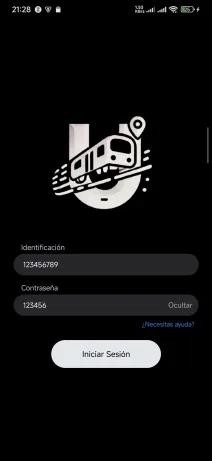 21:28
Identificación
123456789
Contraseña
123456 Ocultar
¿Necesitas ayuda?
Iniciar Sesión